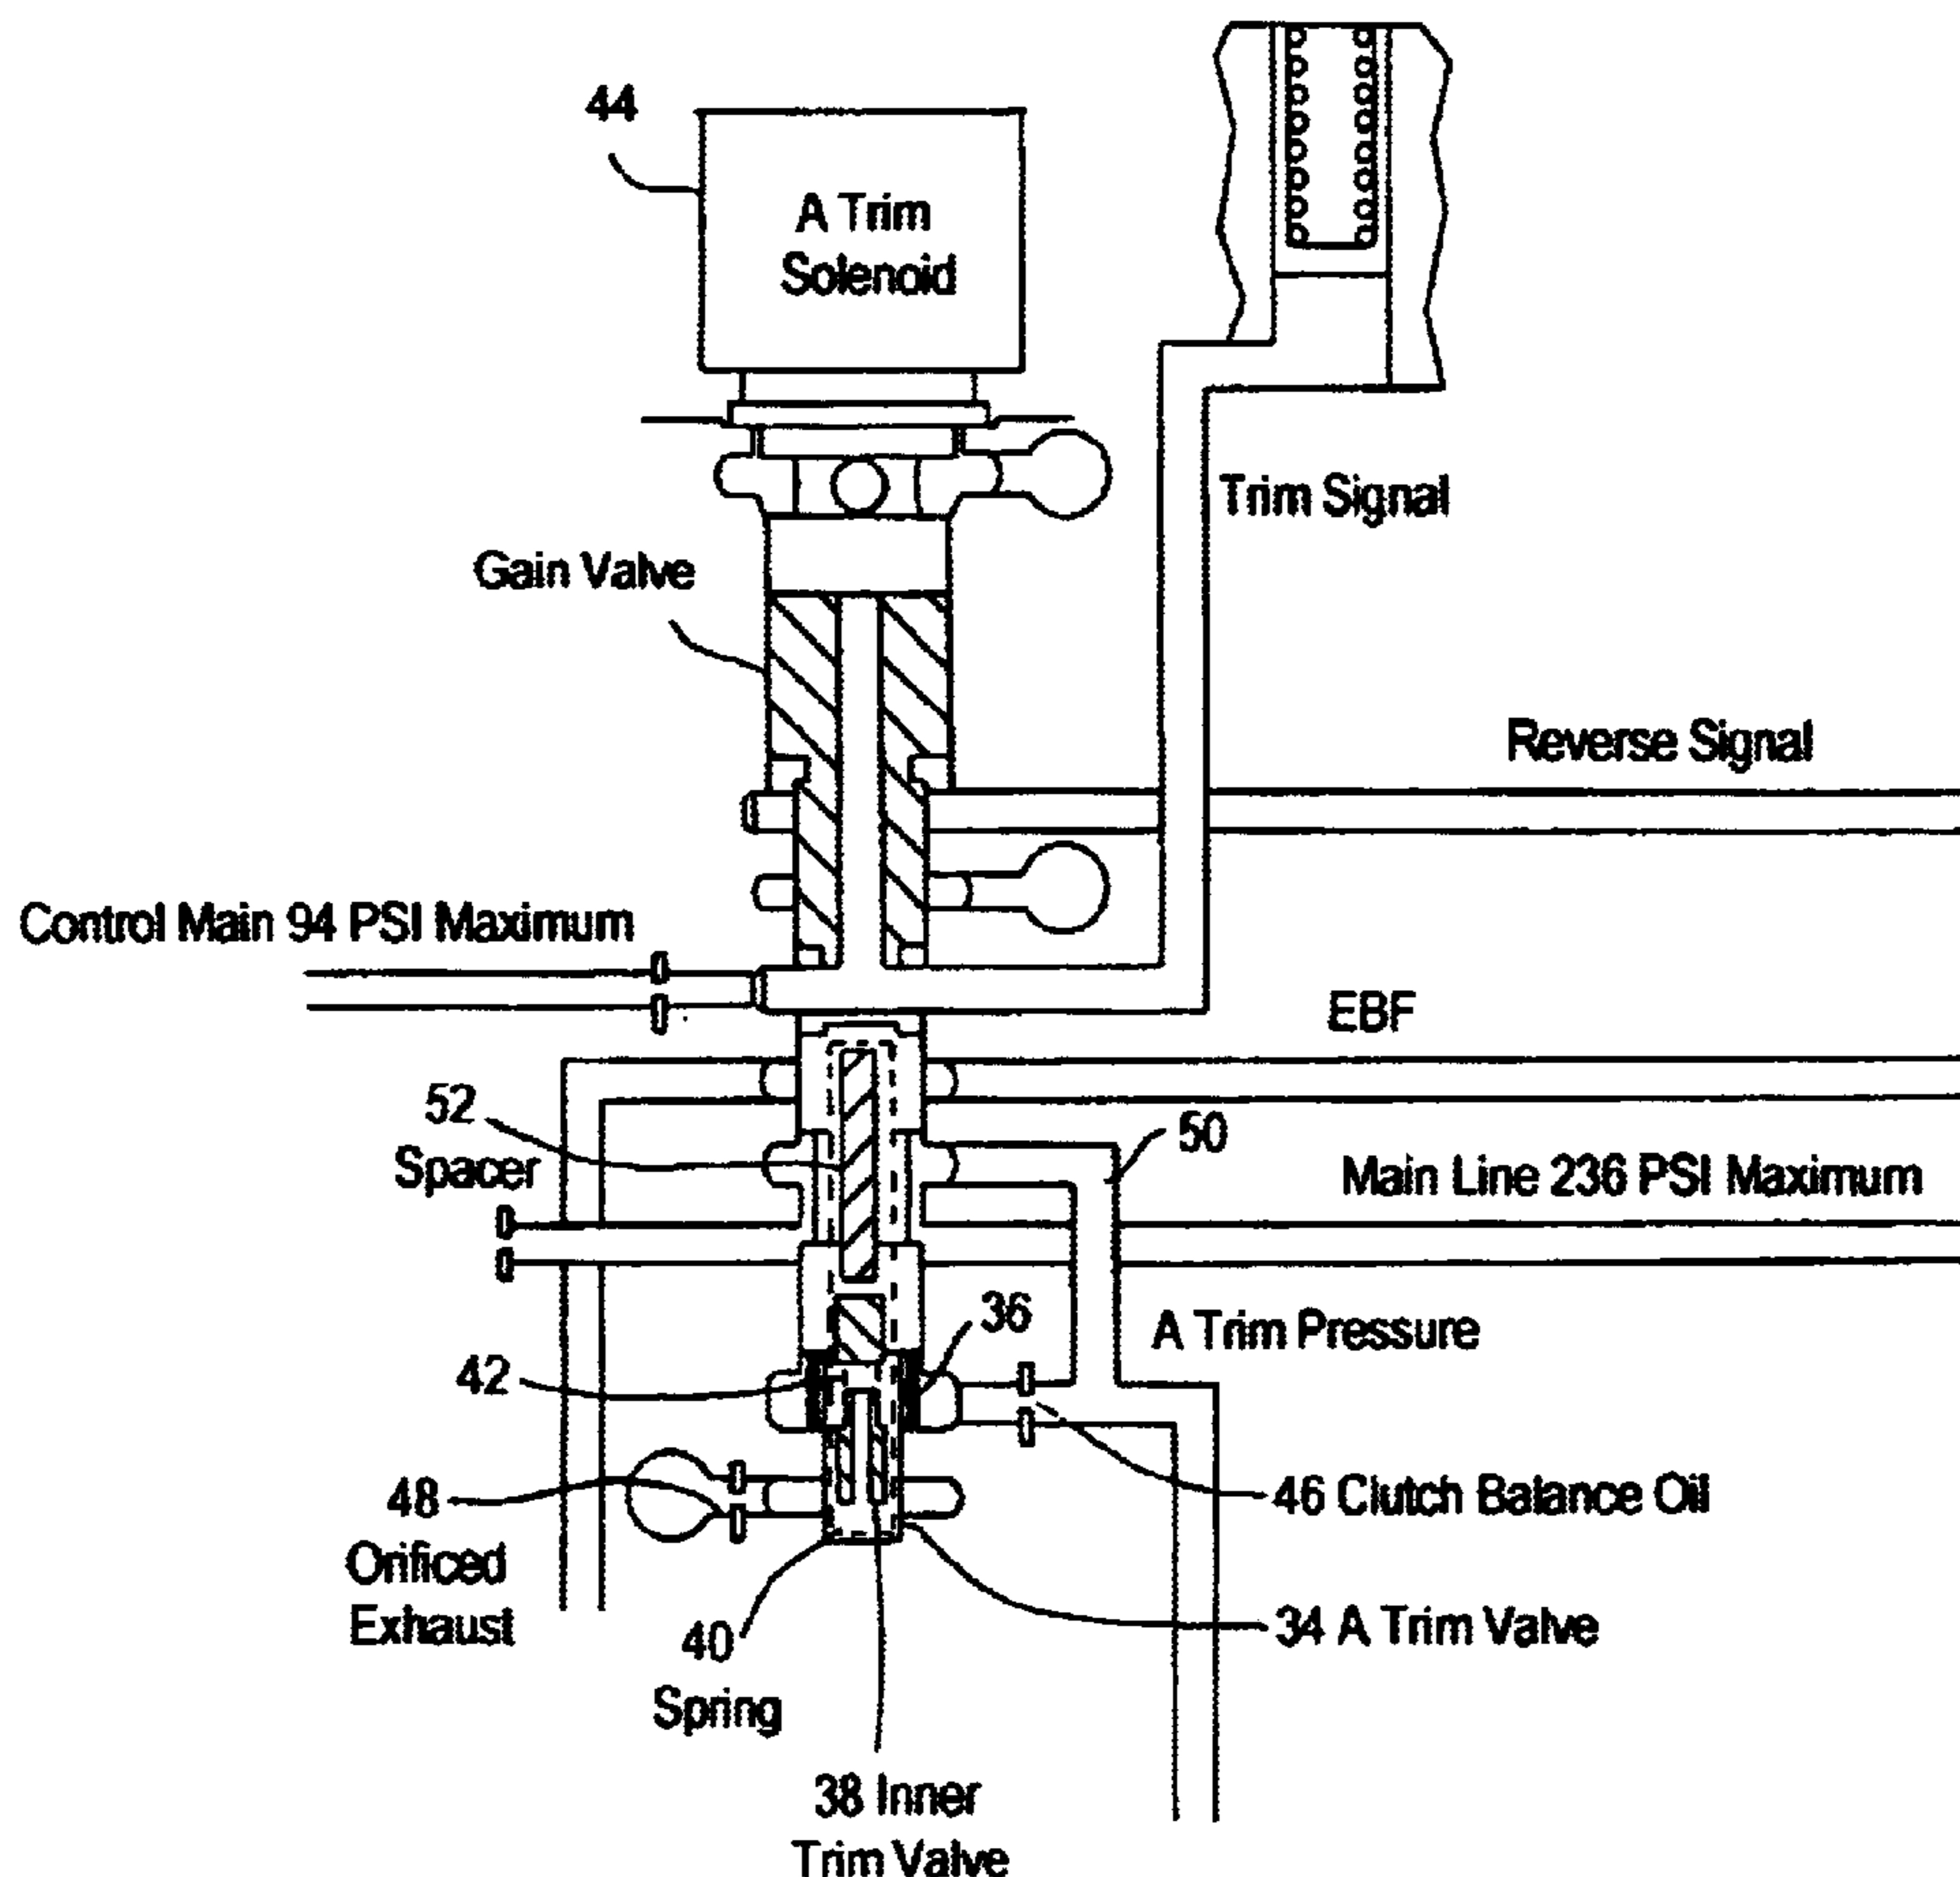 44
A Trim
Solenoid
Trim Signal
Gain Valve
Reverse Signal
Control Main 94 PSI Maximum
EBF
52
Spacer
50
Main Line 236 PSI Maximum
36
A Trim Pressure
42
48
Orificed
Exhaust
46 Clutch Balance Oil
40
Spring
34 A Trim Valve
38 Inner
Trim Valve